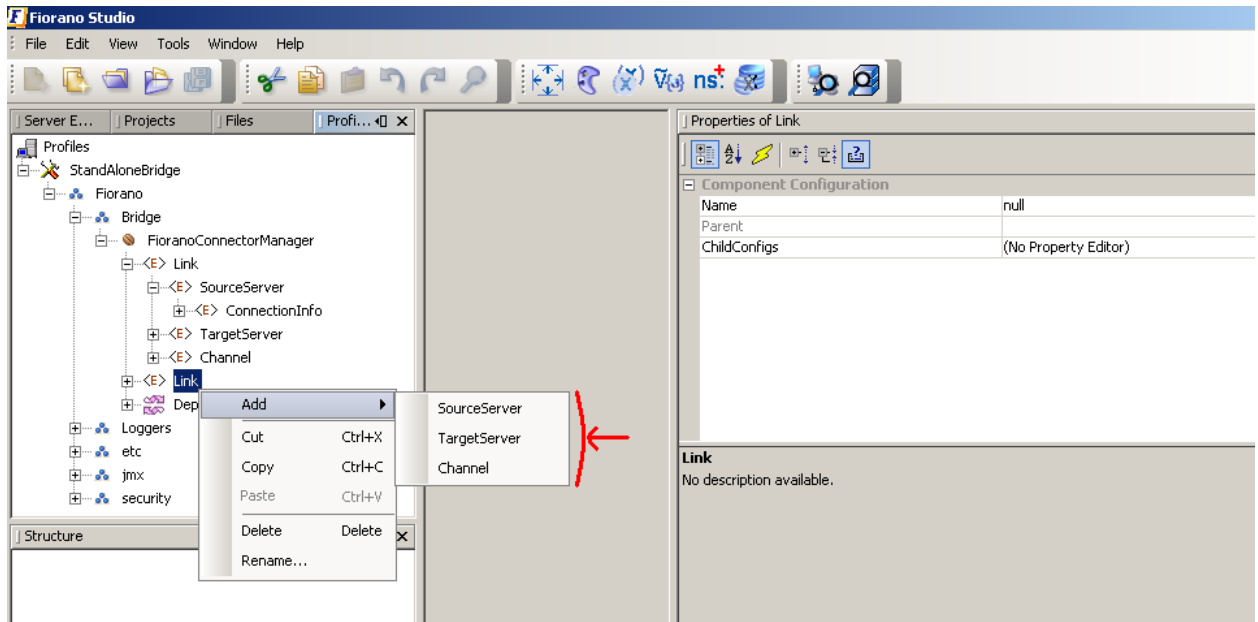 Fiorano Studio
File Edit View Tools Window Help
(x) ns:
Server E... Projects Files Profi...
Profiles
StandAloneBridge
Fiorano
Bridge
FioranoConnectorManager
<E> Link
<E> SourceServer
<E> ConnectionInfo
<E> TargetServer
<E> Channel
<E> Link
Dep
Loggers
etc
jmx
security
Add
Cut Ctrl+X
Copy Ctrl+C
Paste Ctrl+V
Delete Delete
Rename...
SourceServer
TargetServer
Channel
Structure
Properties of Link
Component Configuration
Name null
Parent
ChildConfigs (No Property Editor)
Link
No description available.